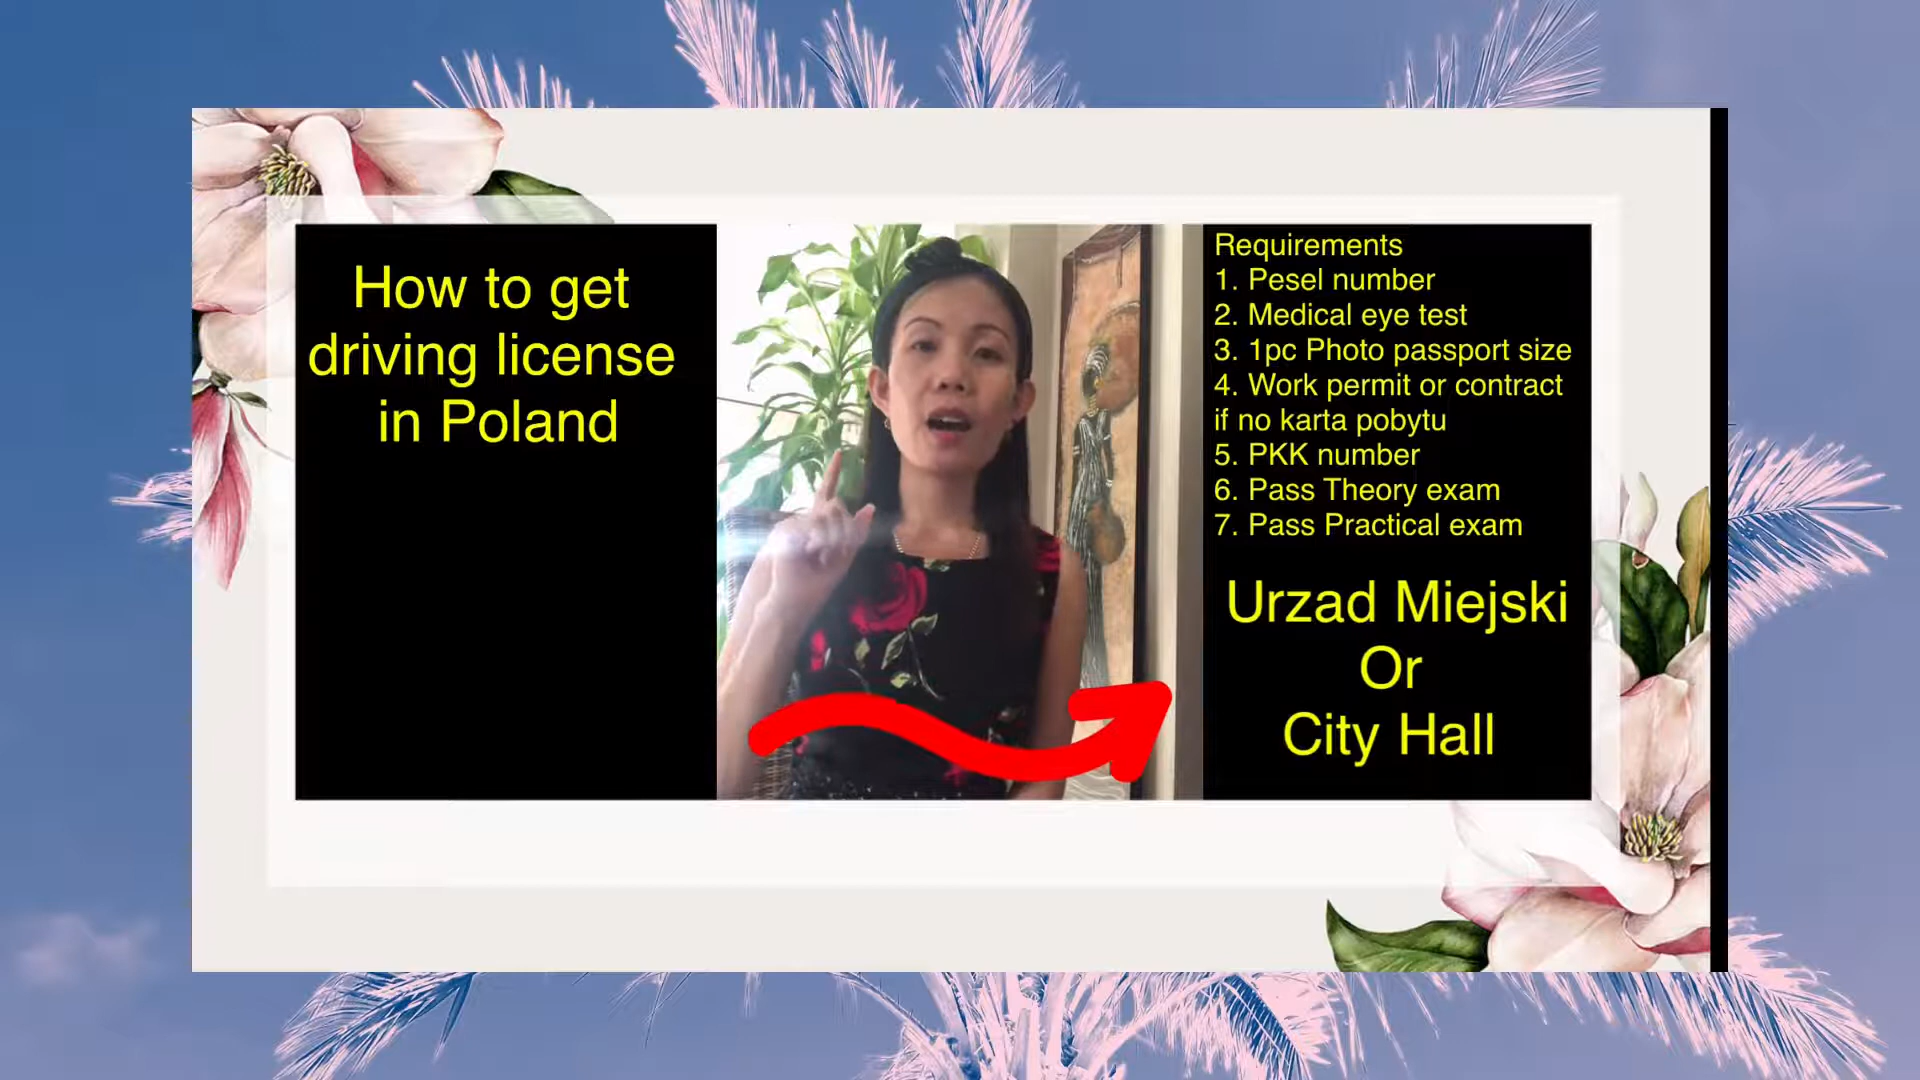 How to get
driving license
in Poland
Requirements
1. Pesel number
2. Medical eye test
3. 1pc Photo passport size
4. Work permit or contract
if no karta pobytu
5. PKK number
6. Pass Theory exam
7. Pass Practical exam
Urzad Miejski
Or
City Hall